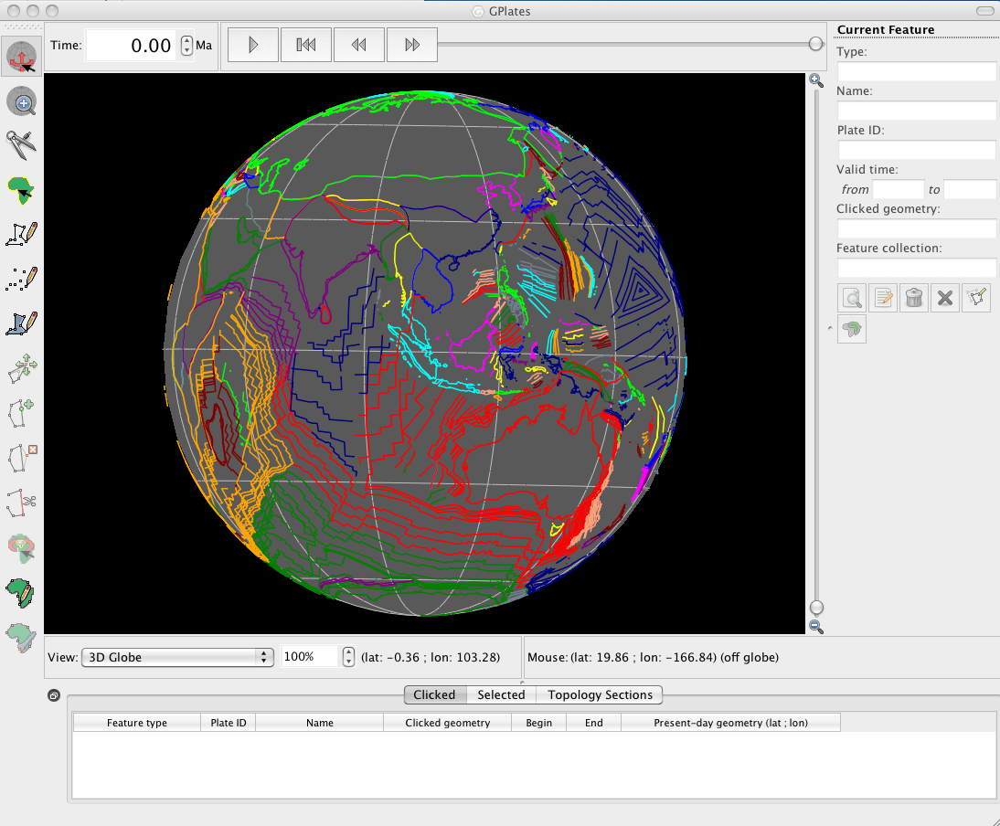 GPlates
Time: 0.00 Ma
Current Feature
Type:
Name:
Plate ID:
Valid time:
from to
Clicked geometry:
Feature collection:
View: 3D Globe 100% (lat: -0.36 ; lon: 103.28) Mouse: (lat: 19.86 ; lon: -166.84) (off globe)
Clicked Selected Topology Sections
Feature type Plate ID Name Clicked geometry Begin End Present-day geometry (lat ; lon)